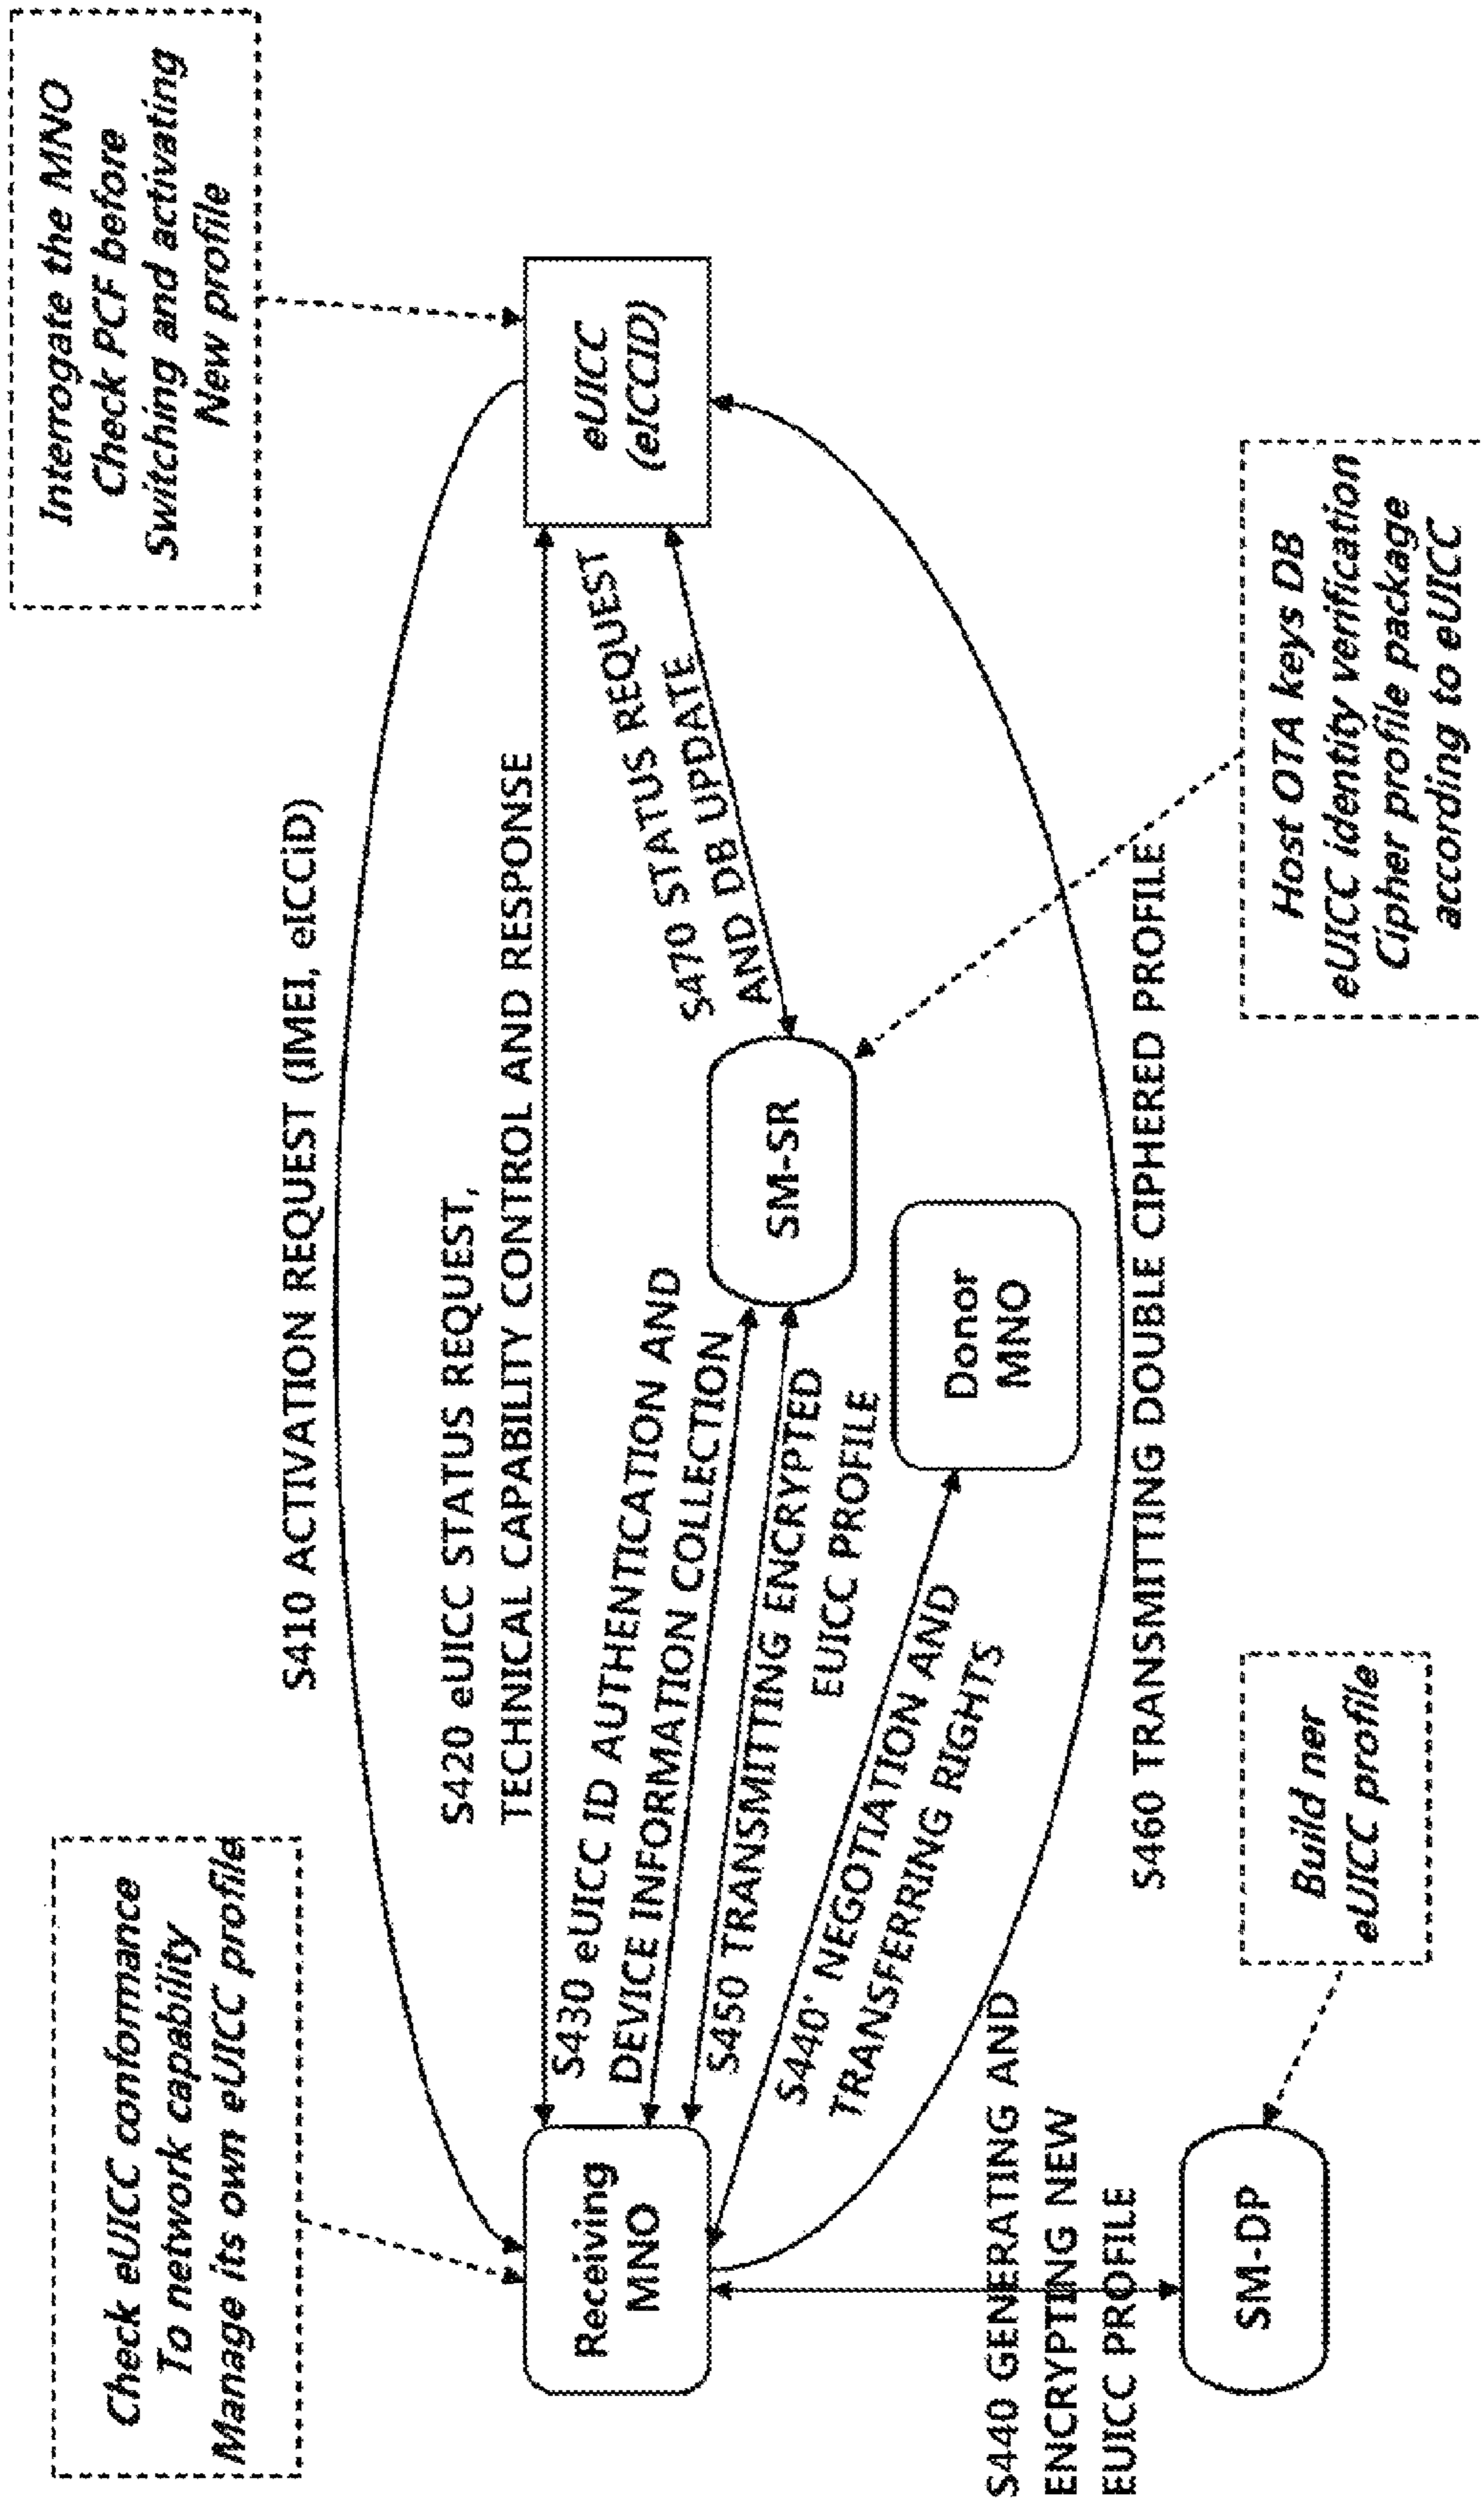 Check eUICC conformance
To network capability
Manage its own eUICC profile
Interrogate the MNO
Check PCF before
Switching and activating
New profile
S410 ACTIVATION REQUEST (IMEI, eICCiD)
S420 eUICC STATUS REQUEST,
TECHNICAL CAPABILITY CONTROL AND RESPONSE
Receiving
MNO
eUICC
(eICCID)
S430 eUICC ID AUTHENTICATION AND
DEVICE INFORMATION COLLECTION
S470 STATUS REQUEST
AND DB UPDATE
SM-SR
S450 TRANSMITTING ENCRYPTED
EUICC PROFILE
S440' NEGOTIATION AND
TRANSFERRING RIGHTS
Donor
MNO
S440 GENERATING AND
ENCRYPTING NEW
EUICC PROFILE
S460 TRANSMITTING DOUBLE CIPHERED PROFILE
SM-DP
Build ner
eUICC profile
Host OTA keys DB
eUICC identity verification
Cipher profile package
according to eUICC